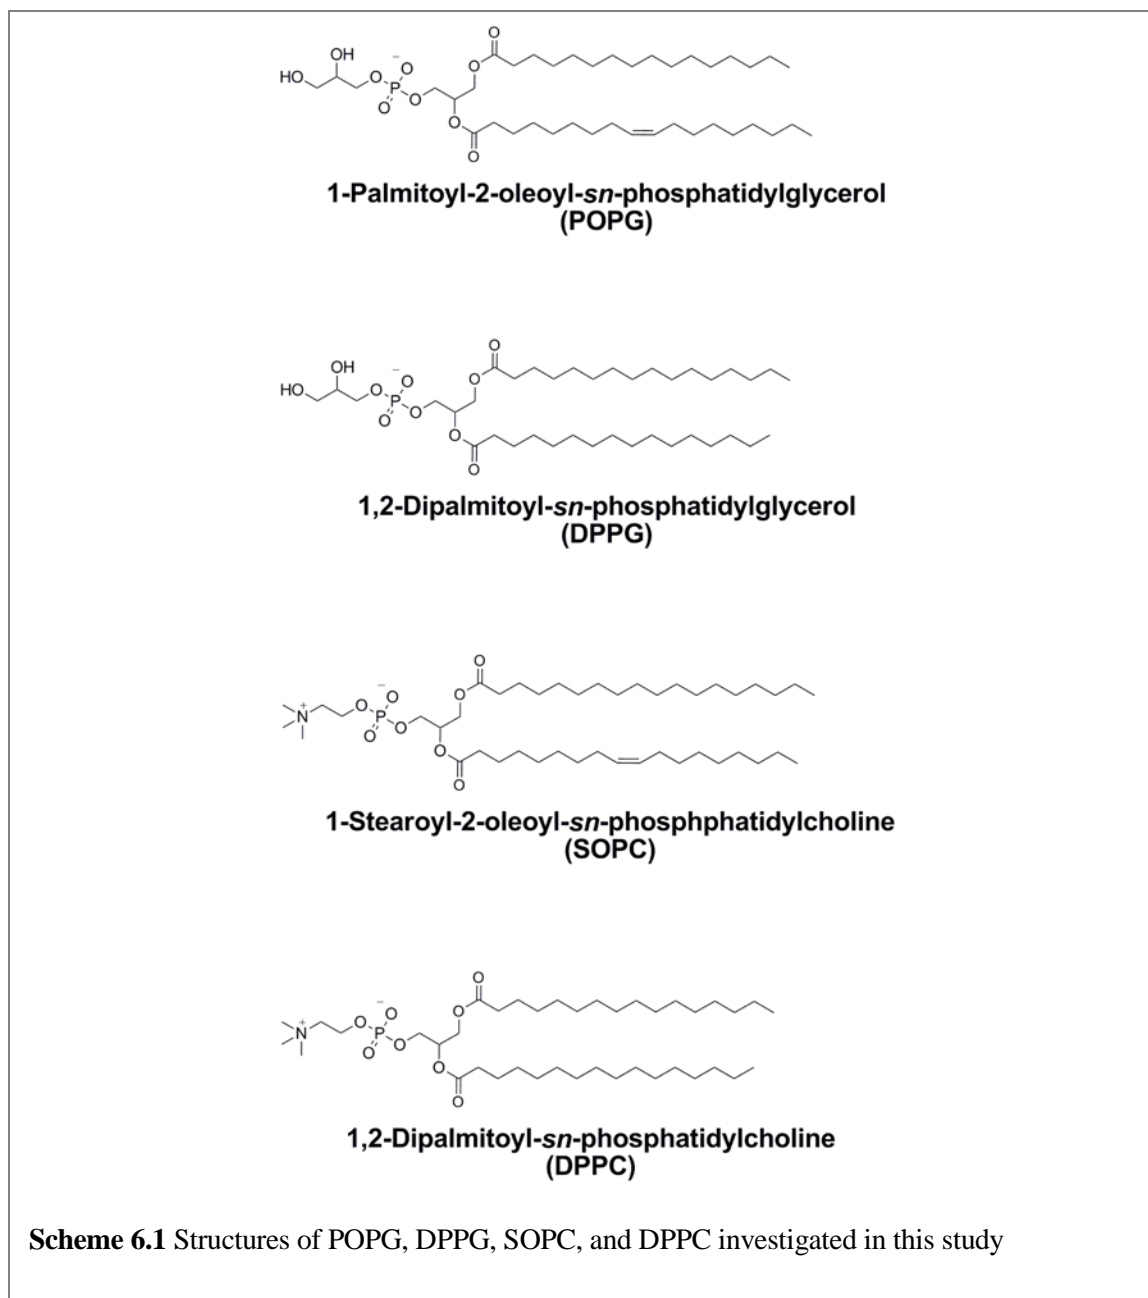 OH
HO
O
O
−
O
P
O
O
O
O
O
1-Palmitoyl-2-oleoyl-sn-phosphatidylglycerol
(POPG)
OH
HO
O
O
−
O
P
O
O
O
O
O
1,2-Dipalmitoyl-sn-phosphatidylglycerol
(DPPG)
O
O
−
O
O
P
N
+
O
O
O
O
1-Stearoyl-2-oleoyl-sn-phosphphatidylcholine
(SOPC)
O
O
−
O
O
P
N
+
O
O
O
O
1,2-Dipalmitoyl-sn-phosphatidylcholine
(DPPC)
Scheme 6.1 Structures of POPG, DPPG, SOPC, and DPPC investigated in this study